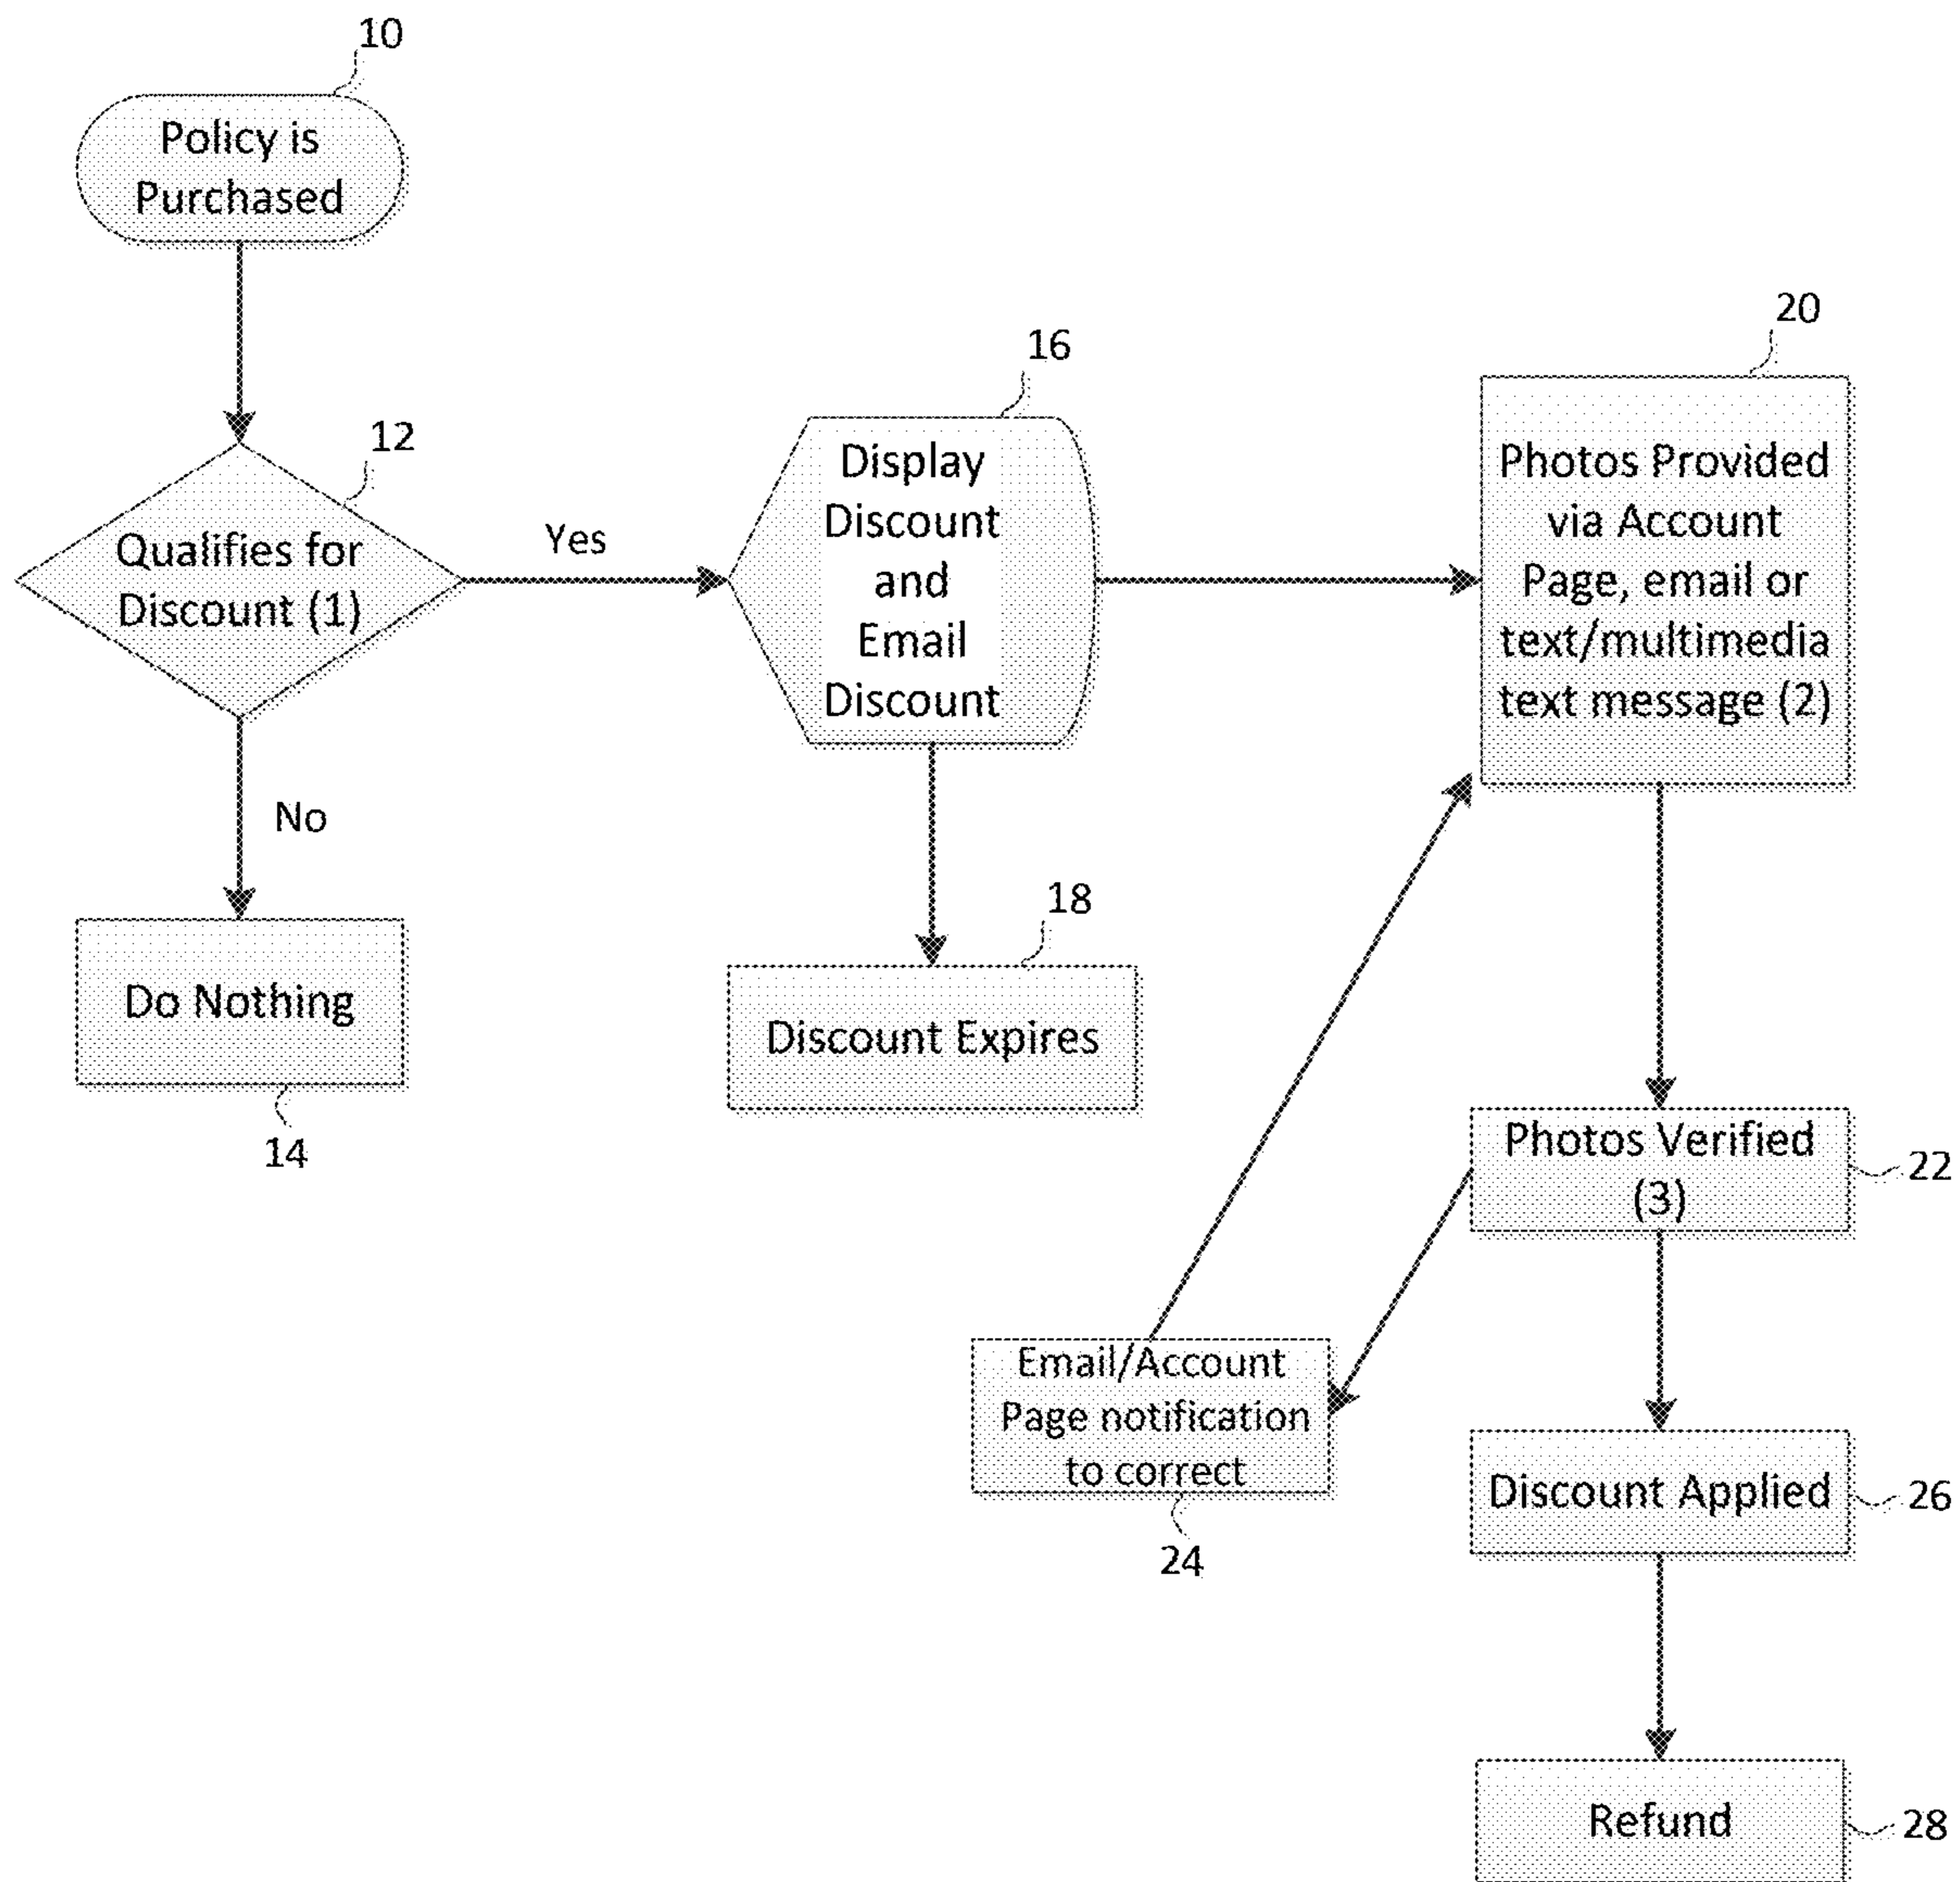 10
Policy is
Purchased
12
Qualifies for
Discount (1)
Yes
No
Do Nothing
14
16
Display
Discount
and
Email
Discount
18
Discount Expires
20
Photos Provided
via Account
Page, email or
text/multimedia
text message (2)
Photos Verified
(3)
22
Email/Account
Page notification
to correct
24
Discount Applied
26
Refund
28